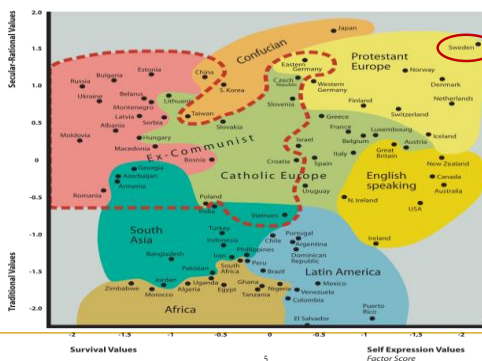 Secular-Rational Values
Traditional Values
2.0
1.5
1.0
0.5
0
-0.5
-1.0
-1.5
-2.0
Japan
Confucian
Protestant
Europe
Sweden
Eastern
Germany
Norway
Estonia
Bulgaria
Russia
China
Czech
Western
Germany
Denmark
S. Korea
Ukraine
Belarus
Lithuania
Slovenia
Netherlands
Montenegro
Finland
Switzerland
Latvia
Serbia
Taiwan
Greece
Moldovia
Albania
Slovakia
France
Luxembourg
Iceland
Hungary
Israel
Belgium
Great
Britain
Austria
Macedonia
Ex-Communist
Bosnia
Croatia
Spain
Italy
New Zealand
Georgia
Azerbaijan
Armenia
Catholic Europe
English
speaking
Canada
Australia
Romania
Uruguay
Poland
India
N.Ireland
USA
Vietnam
South
Asia
Turkey
Indonesia
Chile
Portugal
Argentina
Dominican
Republic
Ireland
Bangladesh
Iran
Philippines
Peru
South
Africa
Brazil
Latin America
Pakistan
Zimbabwe
Jordan
Morocco
Algeria
Uganda
Egypt
Ghana
Tanzania
Nigeria
Mexico
Venezuela
Colombia
Africa
El Salvador
Puerto
Rico
-2
-1.5
-1
-0.5
0
0.5
1
1.5
2
Survival Values
5
Self Expression Values
Factor Score